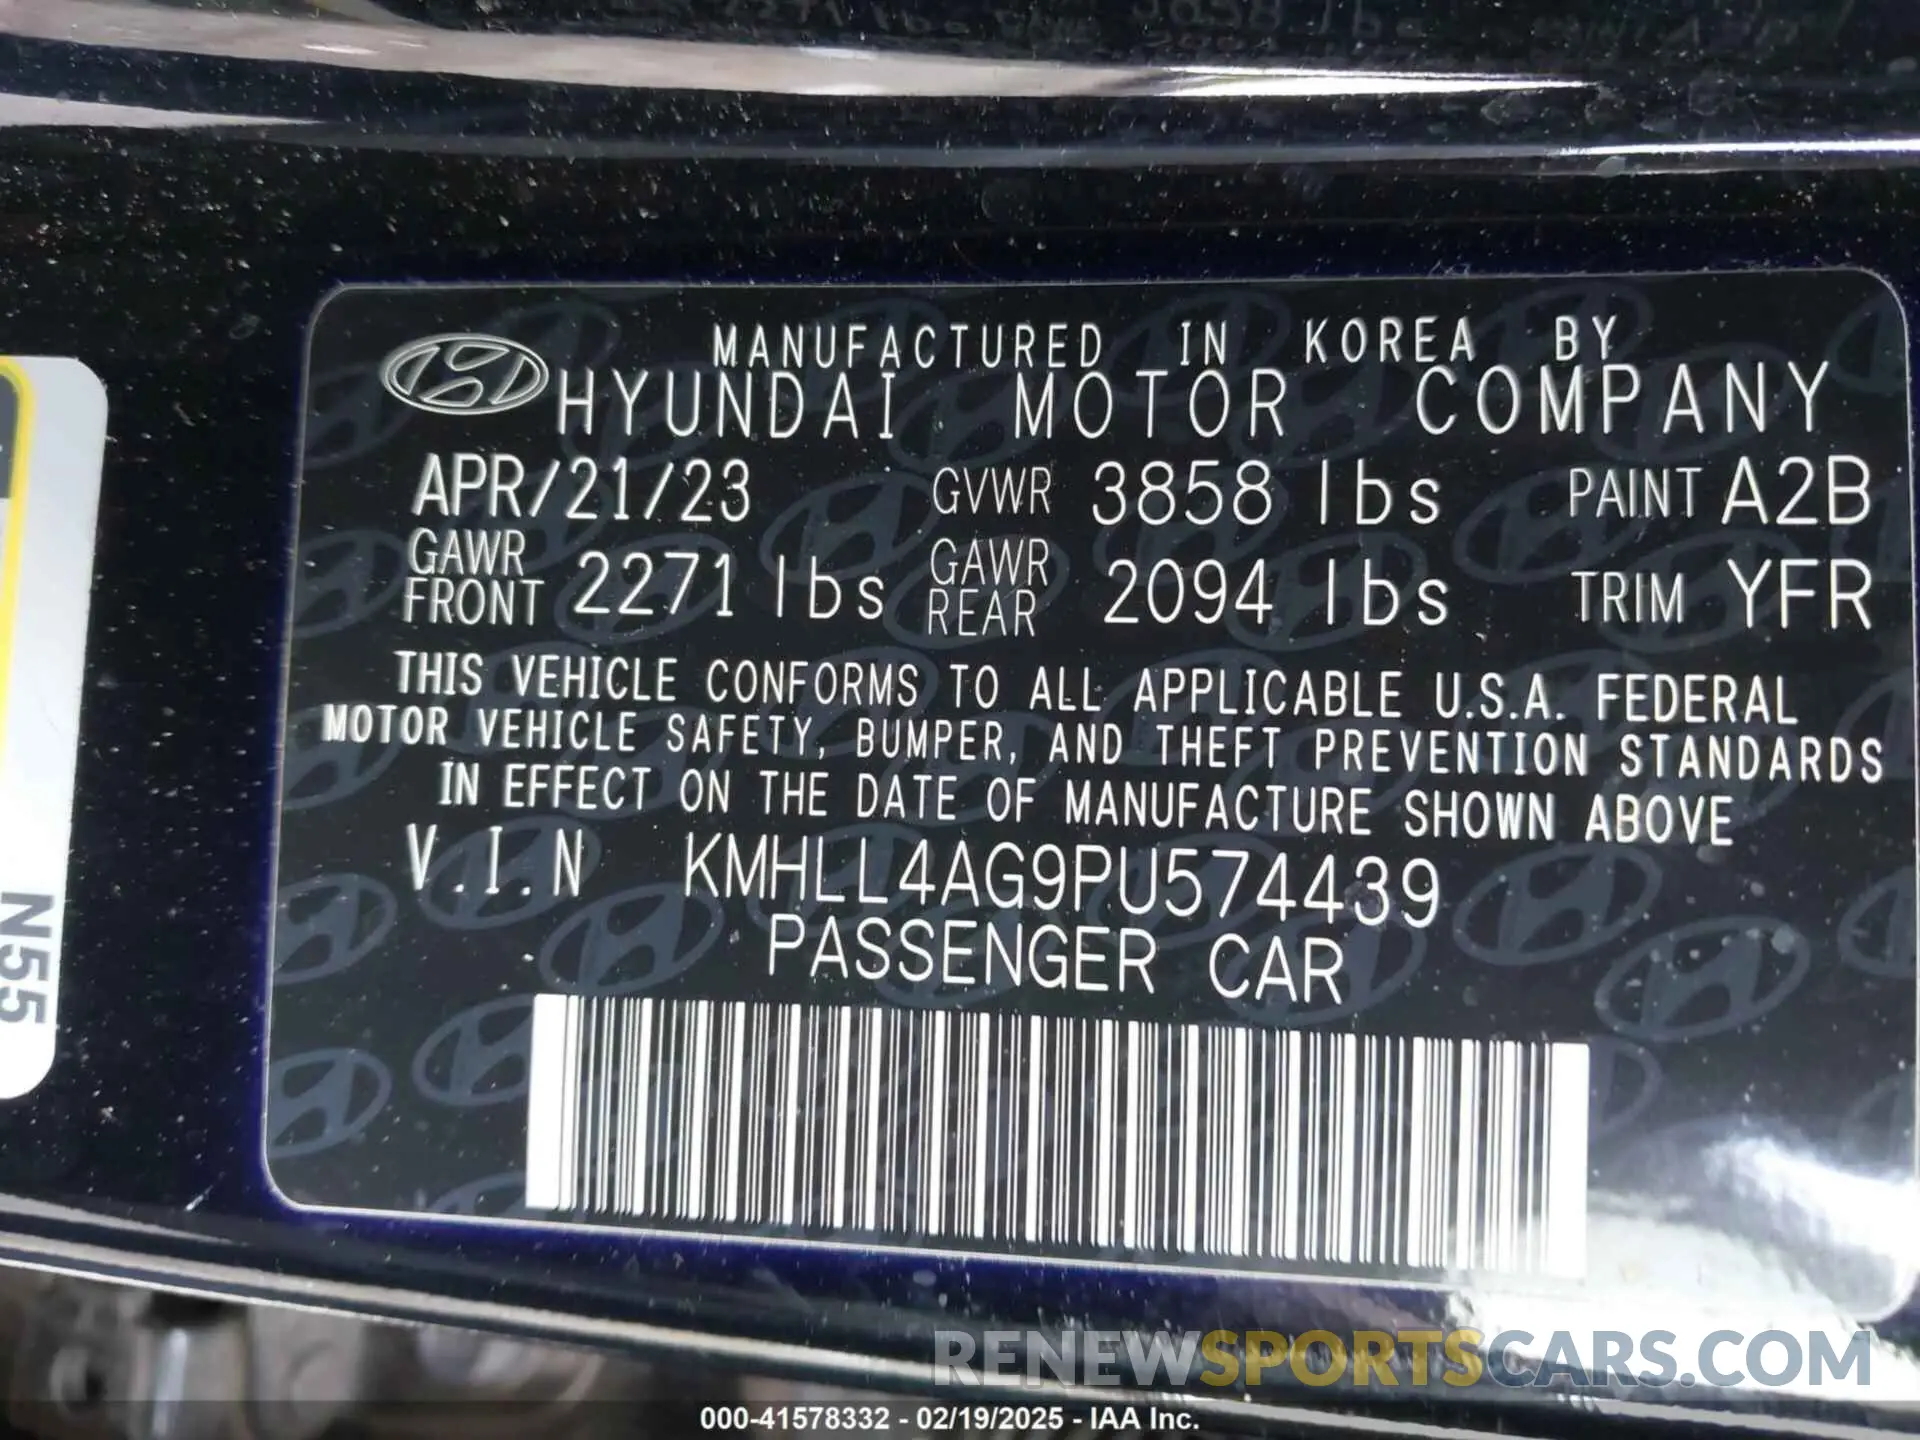 MANUFACTURED IN KOREA BY
HYUNDAI MOTOR COMPANY
APR/21/23 GVWR 3858 lbs PAINT A2B
GAWR FRONT 2271 lbs GAWR REAR 2094 lbs TRIM YFR
THIS VEHICLE CONFORMS TO ALL APPLICABLE U.S.A. FEDERAL
MOTOR VEHICLE SAFETY, BUMPER, AND THEFT PREVENTION STANDARDS
IN EFFECT ON THE DATE OF MANUFACTURE SHOWN ABOVE
V.I.N KMHLL4AG9PU574439
PASSENGER CAR
N55
RENEWSPORTSCARS.COM
000-41578332 - 02/19/2025 - IAA Inc.